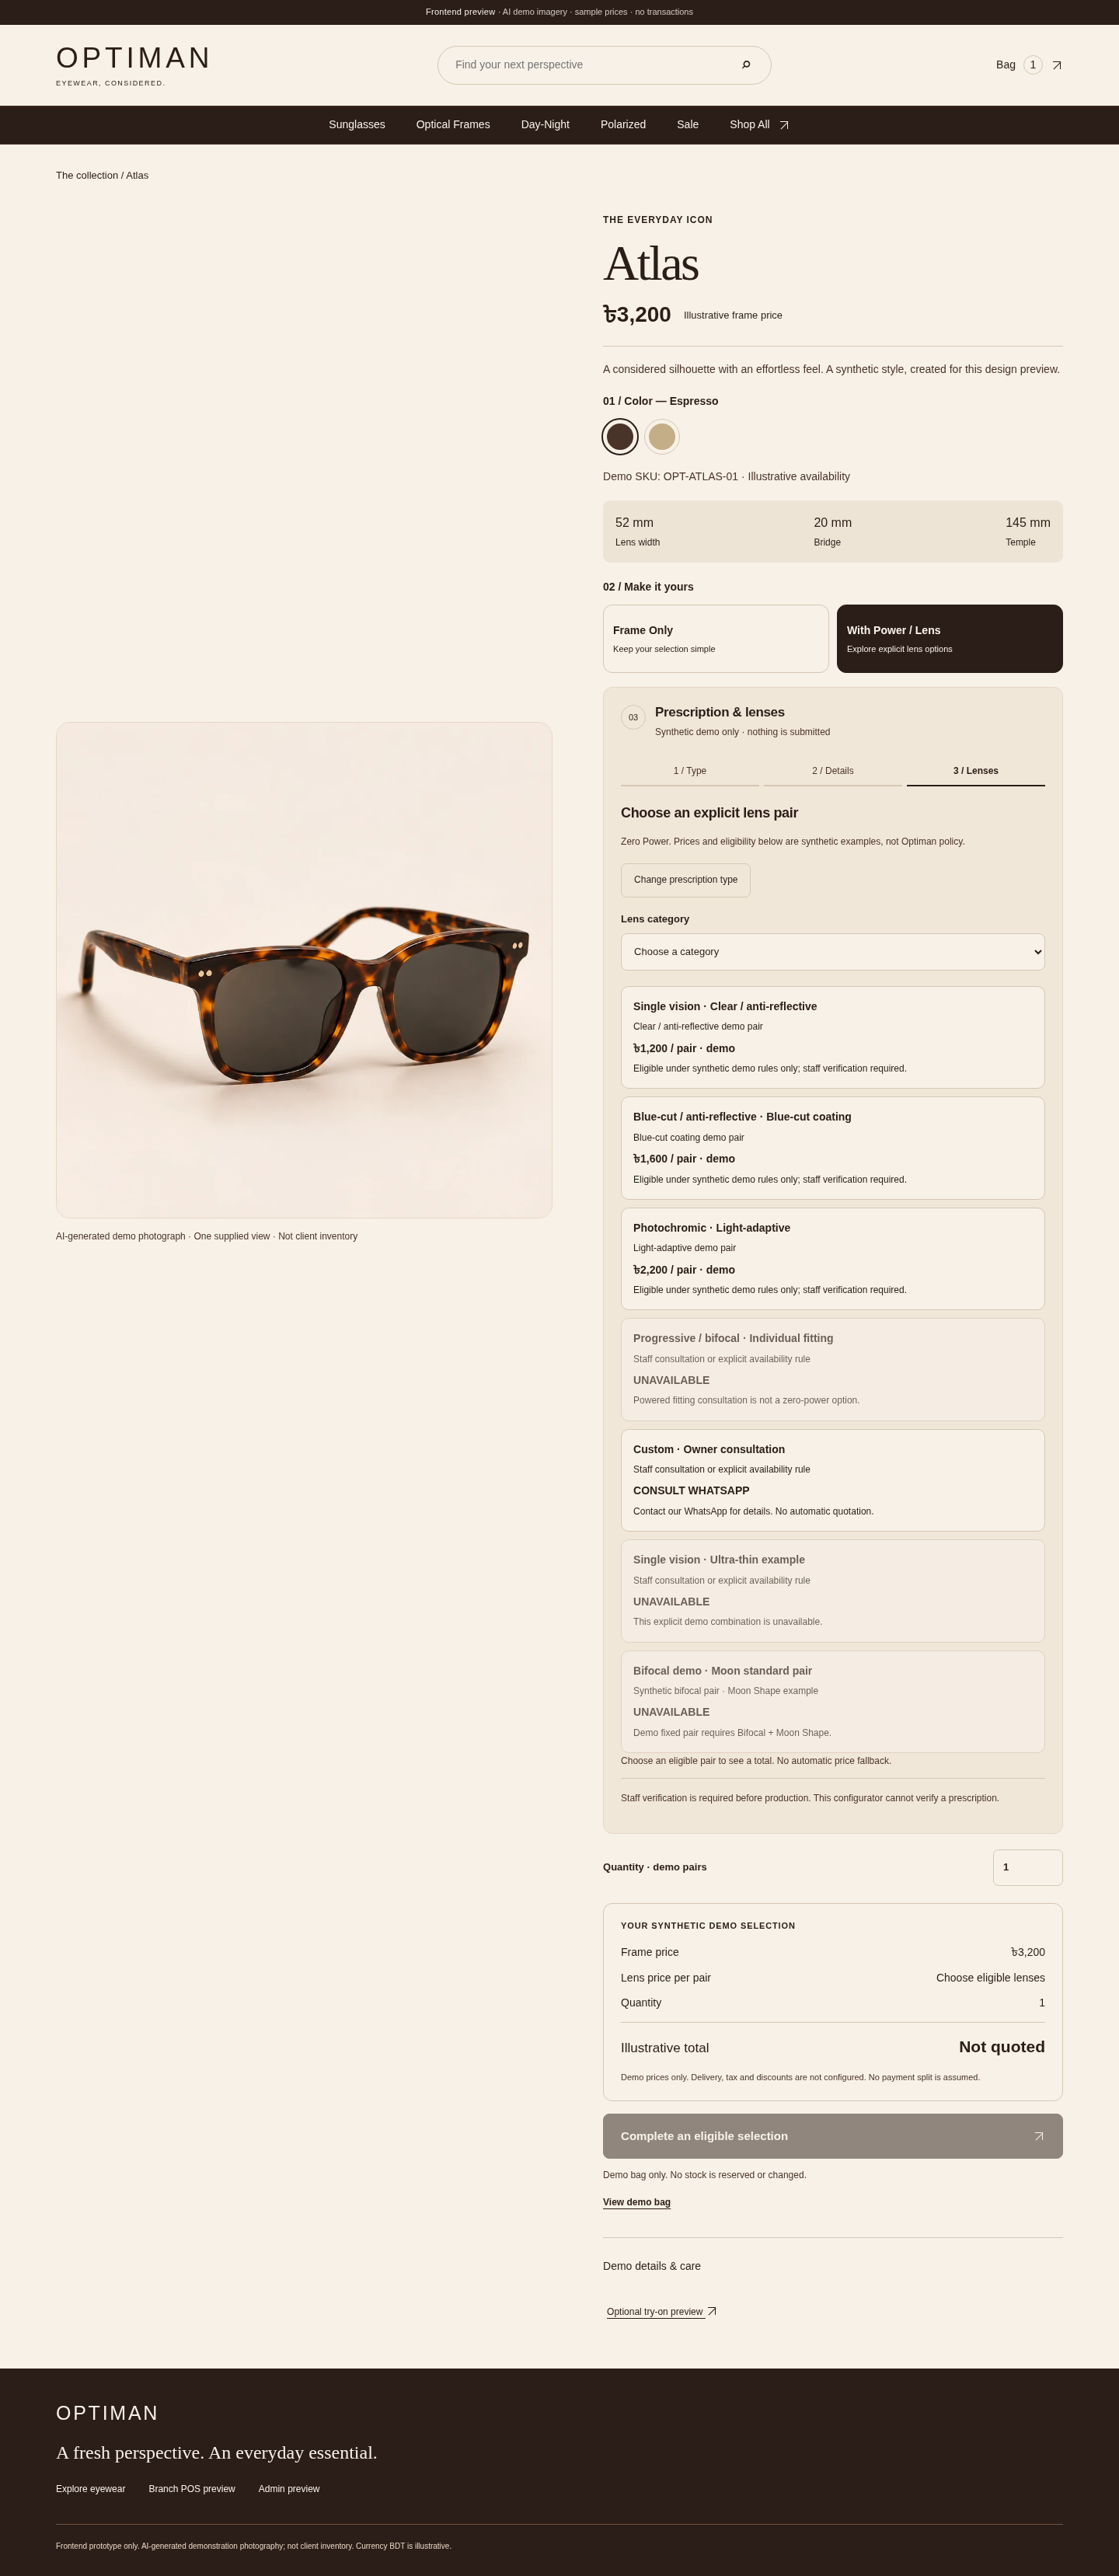 Frontend preview · AI demo imagery · sample prices · no transactions
OPTIMAN
EYEWEAR, CONSIDERED.
Find your next perspective
Bag 1
Sunglasses Optical Frames Day-Night Polarized Sale Shop All
The collection / Atlas
THE EVERYDAY ICON
Atlas
৳3,200 Illustrative frame price
A considered silhouette with an effortless feel. A synthetic style, created for this design preview.
01 / Color — Espresso
Demo SKU: OPT-ATLAS-01 · Illustrative availability
52 mm 20 mm 145 mm
Lens width Bridge Temple
02 / Make it yours
Frame Only
Keep your selection simple
With Power / Lens
Explore explicit lens options
03
Prescription & lenses
Synthetic demo only · nothing is submitted
1 / Type 2 / Details 3 / Lenses
Choose an explicit lens pair
Zero Power. Prices and eligibility below are synthetic examples, not Optiman policy.
Change prescription type
Lens category
Choose a category
Single vision · Clear / anti-reflective
Clear / anti-reflective demo pair
৳1,200 / pair · demo
Eligible under synthetic demo rules only; staff verification required.
Blue-cut / anti-reflective · Blue-cut coating
Blue-cut coating demo pair
৳1,600 / pair · demo
Eligible under synthetic demo rules only; staff verification required.
Photochromic · Light-adaptive
Light-adaptive demo pair
৳2,200 / pair · demo
Eligible under synthetic demo rules only; staff verification required.
Progressive / bifocal · Individual fitting
Staff consultation or explicit availability rule
UNAVAILABLE
Powered fitting consultation is not a zero-power option.
Custom · Owner consultation
Staff consultation or explicit availability rule
CONSULT WHATSAPP
Contact our WhatsApp for details. No automatic quotation.
Single vision · Ultra-thin example
Staff consultation or explicit availability rule
UNAVAILABLE
This explicit demo combination is unavailable.
Bifocal demo · Moon standard pair
Synthetic bifocal pair · Moon Shape example
UNAVAILABLE
Demo fixed pair requires Bifocal + Moon Shape.
Choose an eligible pair to see a total. No automatic price fallback.
Staff verification is required before production. This configurator cannot verify a prescription.
AI-generated demo photograph · One supplied view · Not client inventory
Quantity · demo pairs 1
YOUR SYNTHETIC DEMO SELECTION
Frame price ৳3,200
Lens price per pair Choose eligible lenses
Quantity 1
Illustrative total Not quoted
Demo prices only. Delivery, tax and discounts are not configured. No payment split is assumed.
Complete an eligible selection
Demo bag only. No stock is reserved or changed.
View demo bag
Demo details & care
Optional try-on preview
OPTIMAN
A fresh perspective. An everyday essential.
Explore eyewear Branch POS preview Admin preview
Frontend prototype only. AI-generated demonstration photography; not client inventory. Currency BDT is illustrative.